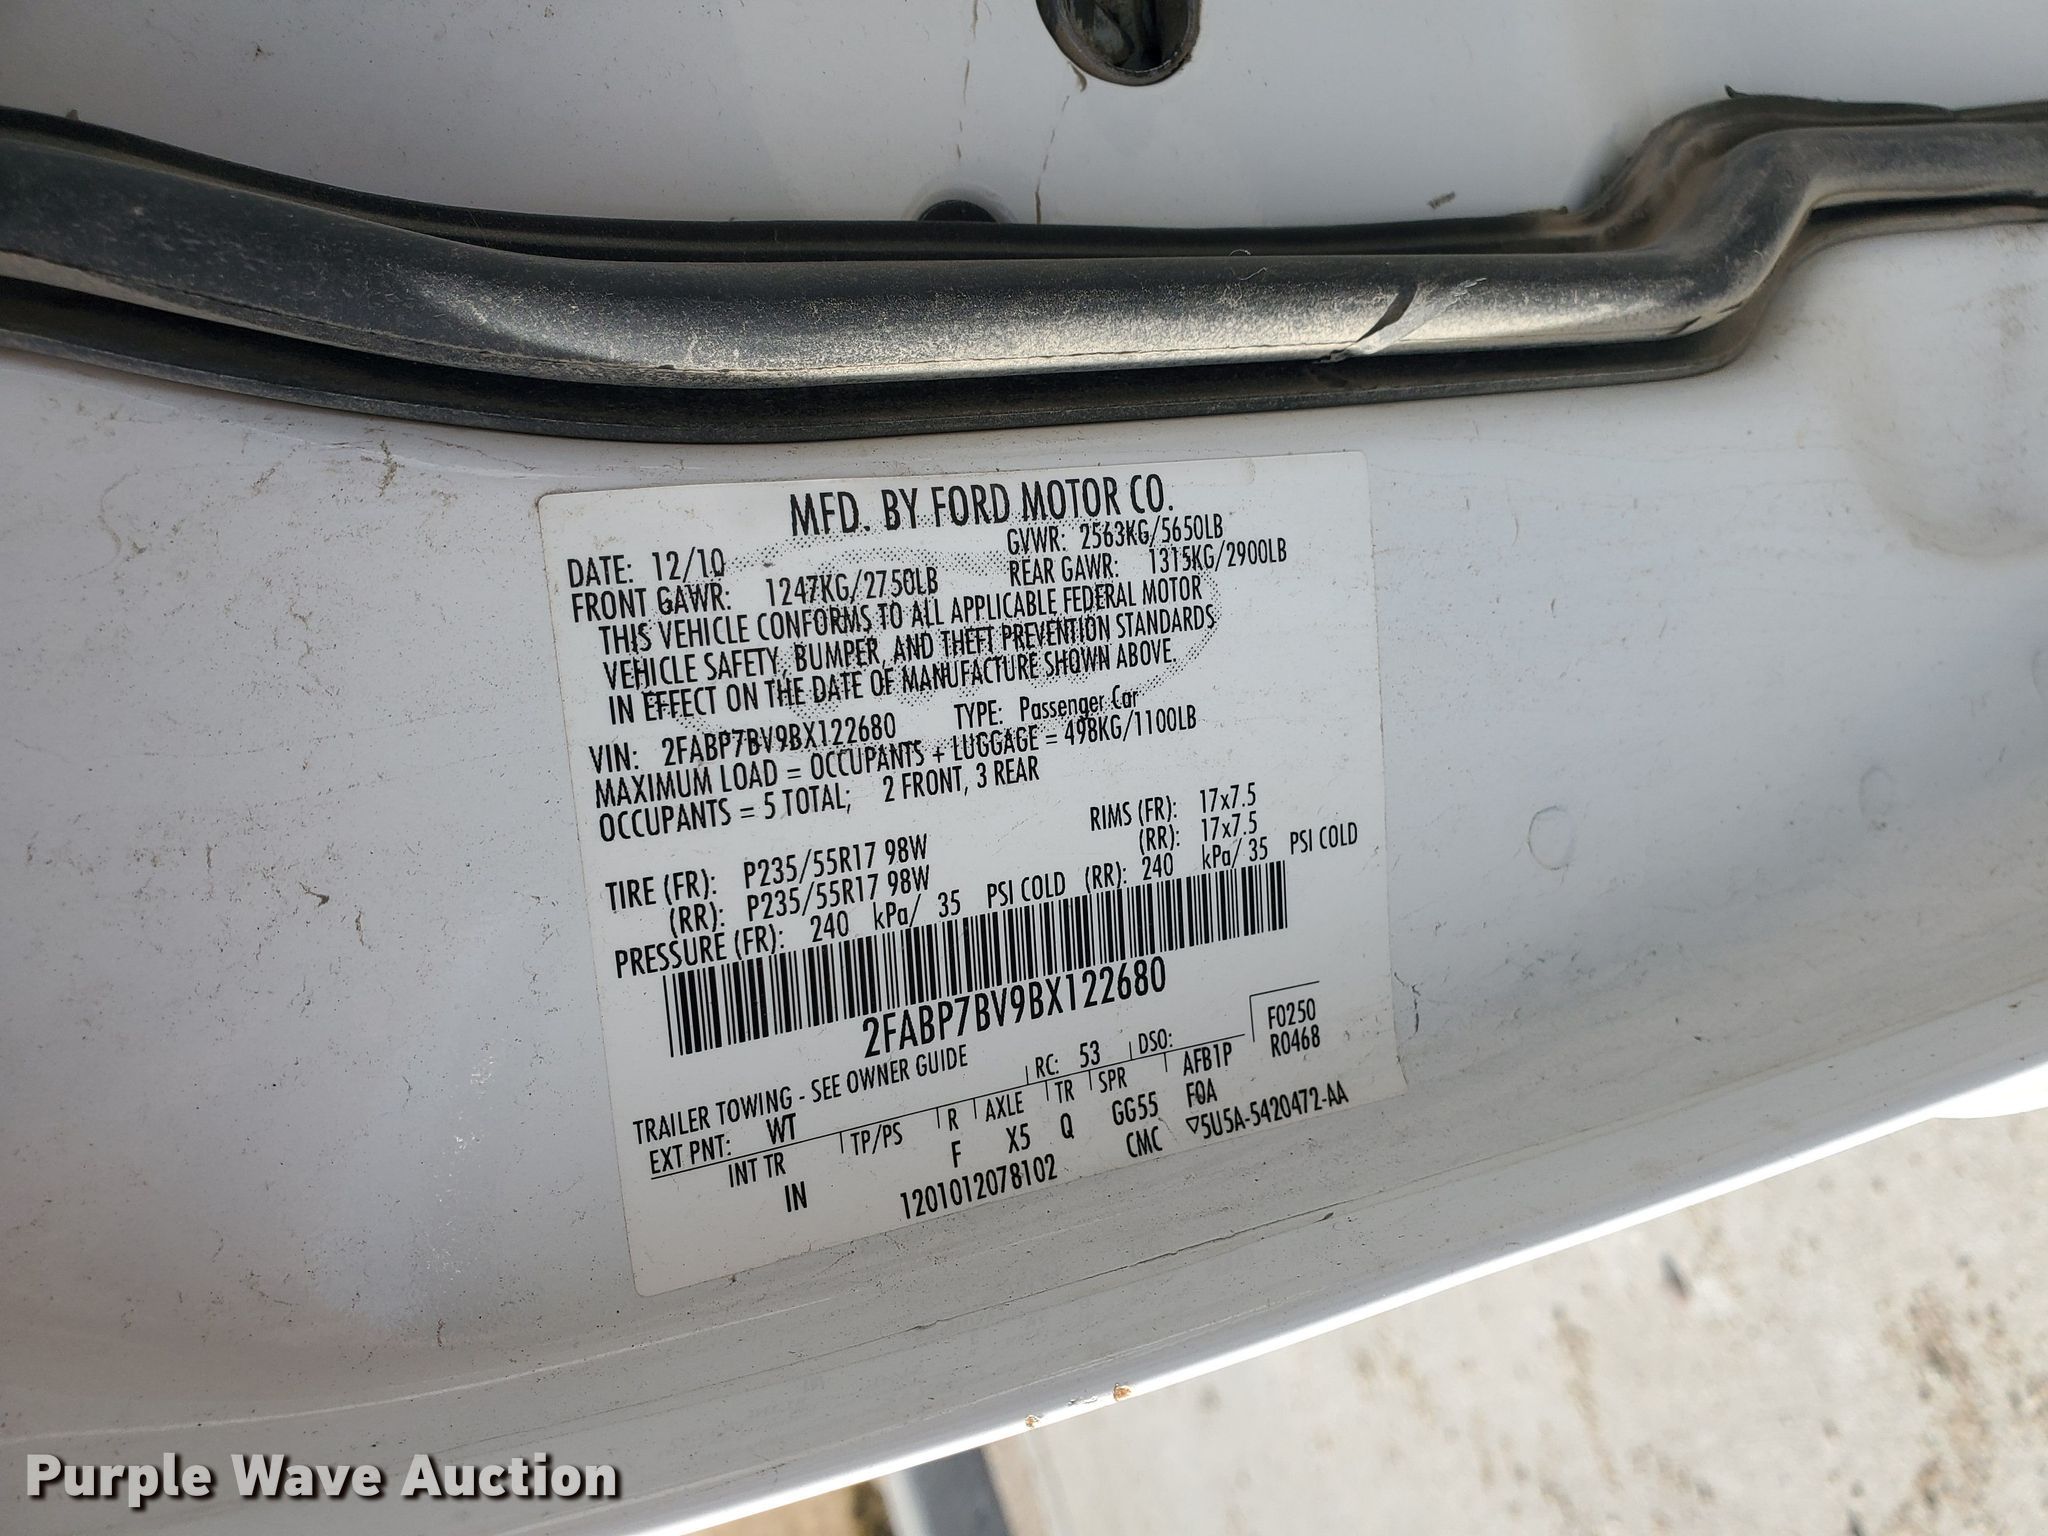 MFD. BY FORD MOTOR CO.
DATE: 12/10 GVWR: 2563KG/5650LB
FRONT GAWR: 1247KG/2750LB REAR GAWR: 1315KG/2900LB
THIS VEHICLE CONFORMS TO ALL APPLICABLE FEDERAL MOTOR
VEHICLE SAFETY, BUMPER, AND THEFT PREVENTION STANDARDS
IN EFFECT ON THE DATE OF MANUFACTURE SHOWN ABOVE.
VIN: 2FABP7BV9BX122680 TYPE: Passenger Car
MAXIMUM LOAD = OCCUPANTS + LUGGAGE = 498KG/1100LB
OCCUPANTS = 5 TOTAL; 2 FRONT, 3 REAR
TIRE (FR): P235/55R17 98W RIMS (FR): 17x7.5
(RR): P235/55R17 98W (RR): 17x7.5
PRESSURE (FR): 240 kPa/ 35 PSI COLD (RR): 240 kPa/ 35 PSI COLD
2FABP7BV9BX122680
TRAILER TOWING - SEE OWNER GUIDE F0250
EXT PNT: WT RC: 53 DSO: R0468
INT TR TP/PS R AXLE TR SPR AFB1P
IN F X5 Q GG55 FOA
1201012078102 CMC ▽5U5A-5420472-AA
Purple Wave Auction